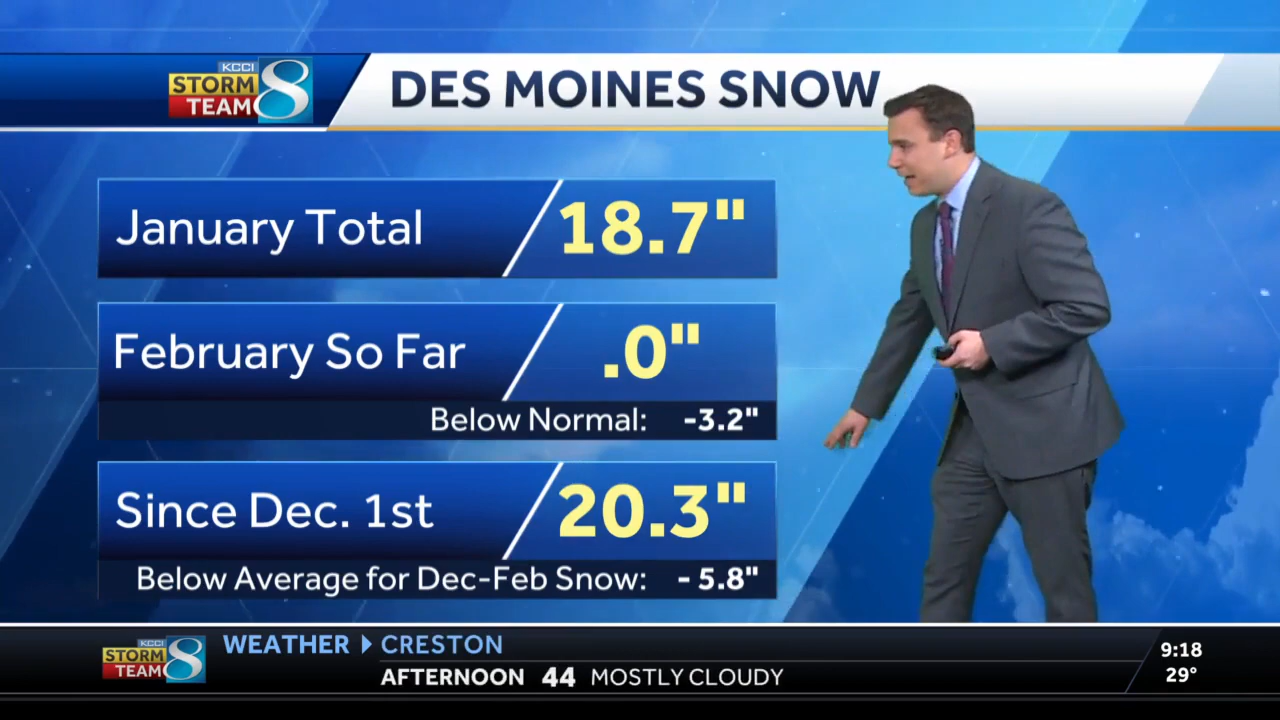 KCCI
STORM
TEAM 8
DES MOINES SNOW
January Total 18.7"
February So Far .0"
Below Normal: -3.2"
Since Dec. 1st 20.3"
Below Average for Dec-Feb Snow: - 5.8"
KCCI
STORM
TEAM 8
WEATHER CRESTON
AFTERNOON 44 MOSTLY CLOUDY
9:18
29°